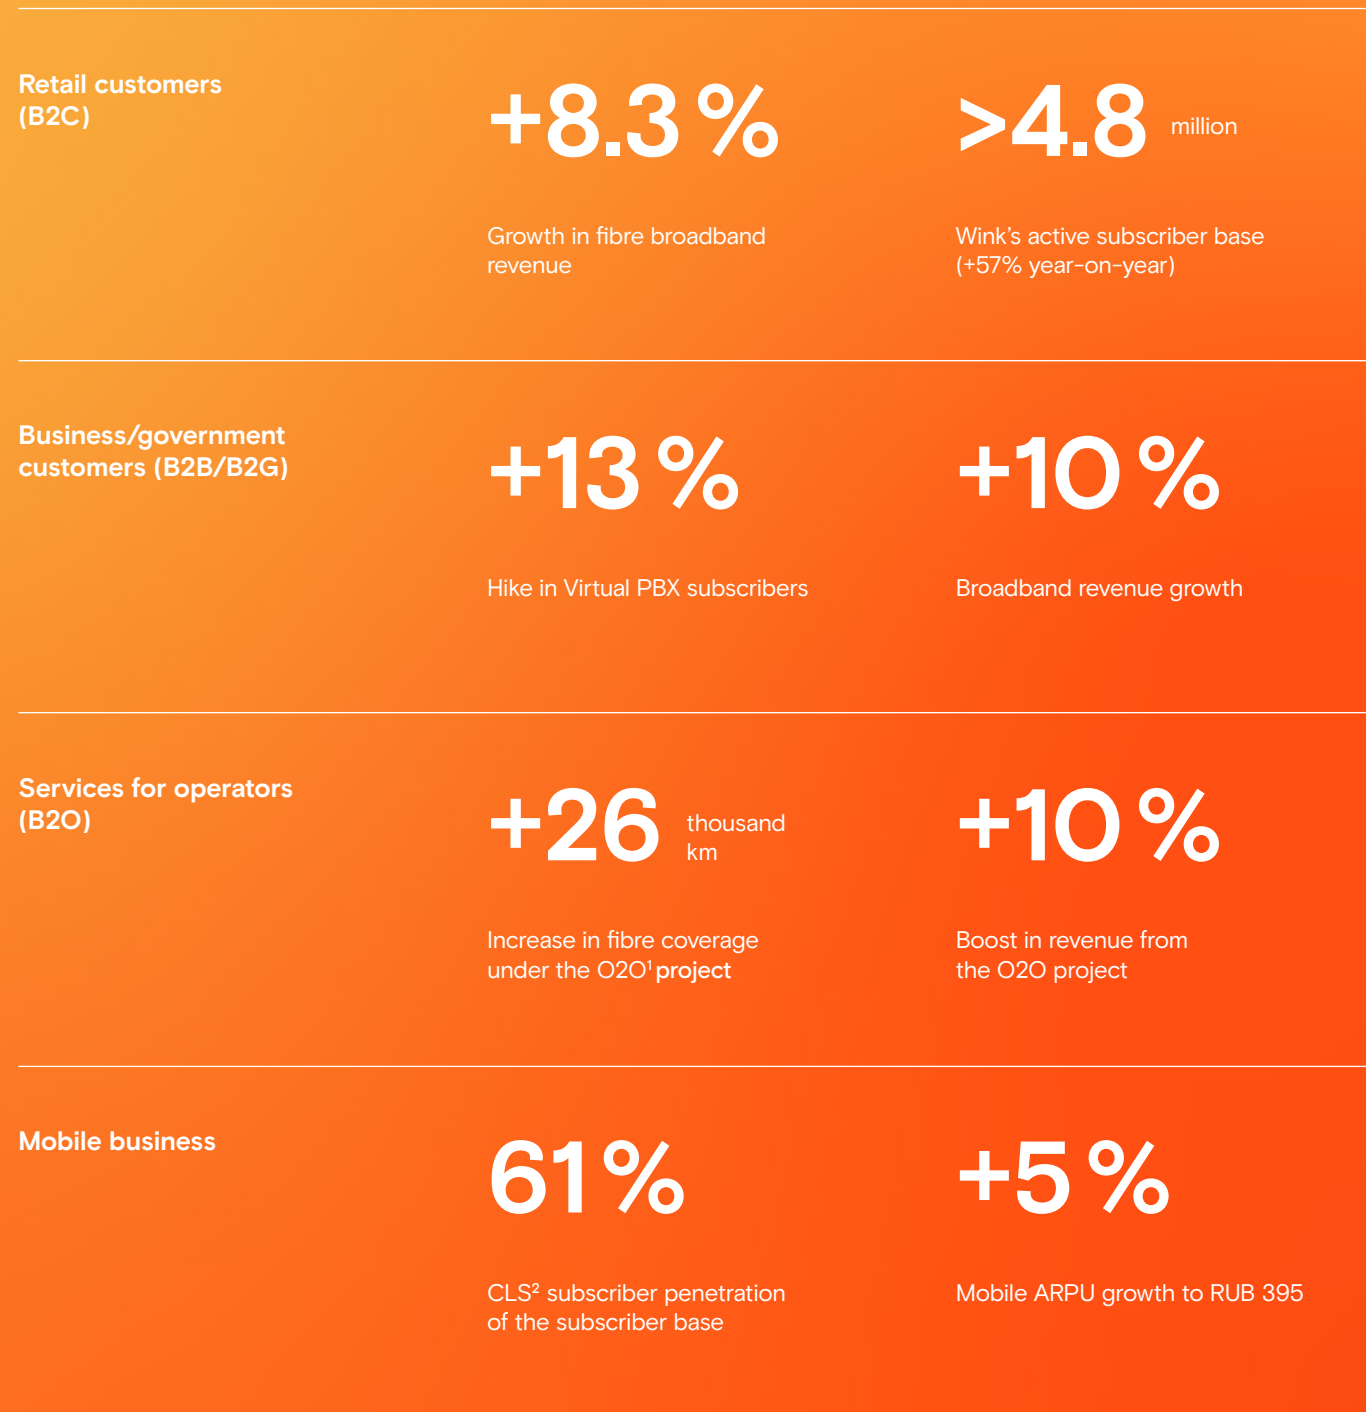 Retail customers
(B2C)
+8.3 %
>4.8 million
Growth in fibre broadband
revenue
Wink’s active subscriber base
(+57% year-on-year)
Business/government
customers (B2B/B2G)
+13 %
+10 %
Hike in Virtual PBX subscribers
Broadband revenue growth
Services for operators
(B2O)
+26 thousand
km
+10 %
Increase in fibre coverage
under the O2O¹ project
Boost in revenue from
the O2O project
Mobile business
61 %
+5 %
CLS² subscriber penetration
of the subscriber base
Mobile ARPU growth to RUB 395